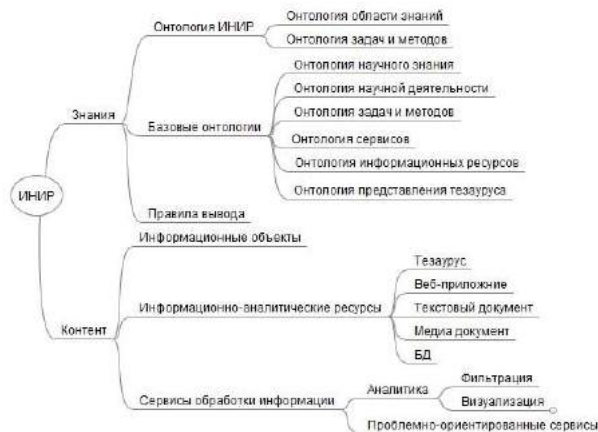 ИНИР
Знания
Онтология ИНИР
Онтология области знаний
Онтология задач и методов
Базовые онтологии
Онтология научного знания
Онтология научной деятельности
Онтология задач и методов
Онтология сервисов
Онтология информационных ресурсов
Онтология представления тезауруса
Правила вывода
Контент
Информационные объекты
Информационно-аналитические ресурсы
Тезаурус
Веб-приложние
Текстовый документ
Медиа документ
БД
Сервисы обработки информации
Аналитика
Фильтрация
Визуализация
Проблемно-ориентированные сервисы